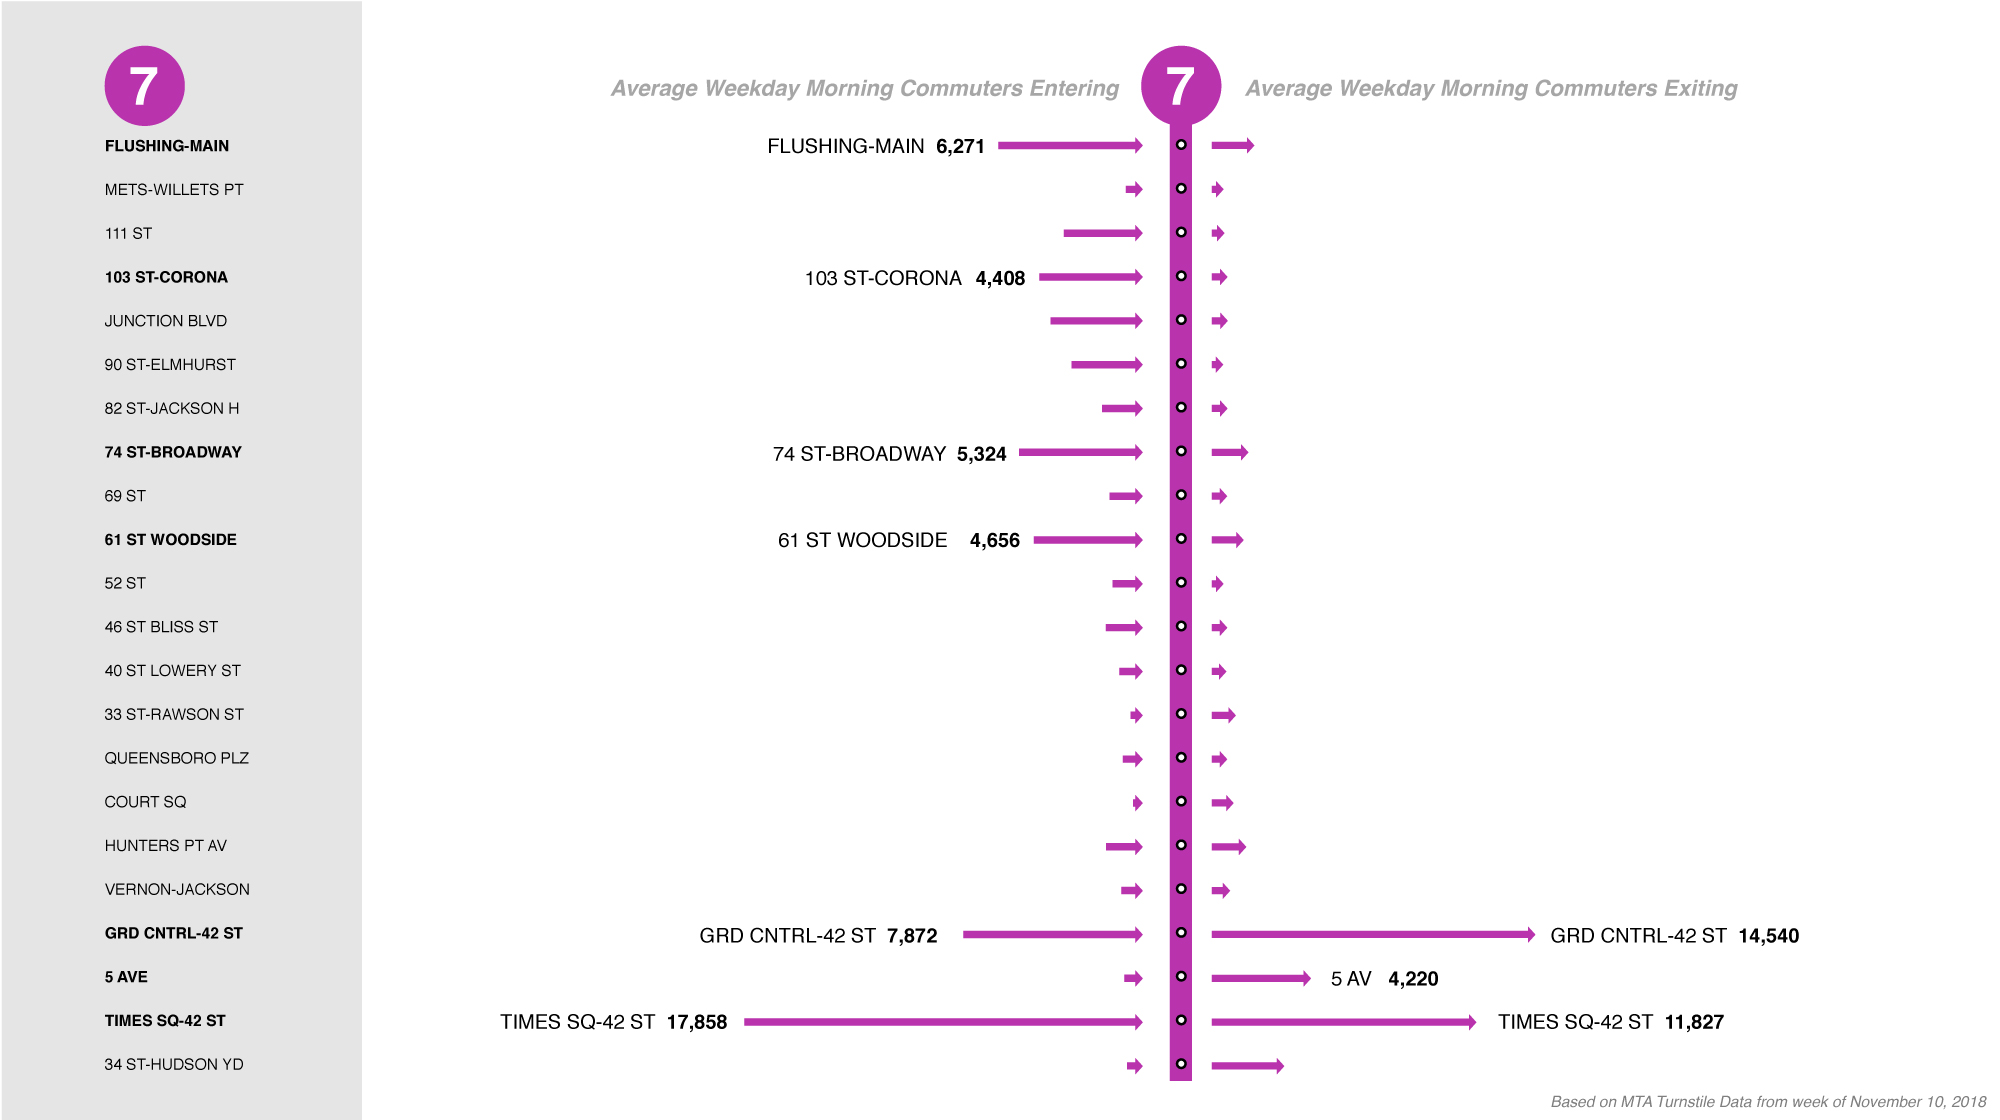 7
FLUSHING-MAIN
METS-WILLETS PT
111 ST
103 ST-CORONA
JUNCTION BLVD
90 ST-ELMHURST
82 ST-JACKSON H
74 ST-BROADWAY
69 ST
61 ST WOODSIDE
52 ST
46 ST BLISS ST
40 ST LOWERY ST
33 ST-RAWSON ST
QUEENSBORO PLZ
COURT SQ
HUNTERS PT AV
VERNON-JACKSON
GRD CNTRL-42 ST
5 AVE
TIMES SQ-42 ST
34 ST-HUDSON YD
Average Weekday Morning Commuters Entering 7 Average Weekday Morning Commuters Exiting
FLUSHING-MAIN 6,271
103 ST-CORONA 4,408
74 ST-BROADWAY 5,324
61 ST WOODSIDE 4,656
GRD CNTRL-42 ST 7,872 GRD CNTRL-42 ST 14,540
5 AV 4,220
TIMES SQ-42 ST 17,858 TIMES SQ-42 ST 11,827
Based on MTA Turnstile Data from week of November 10, 2018